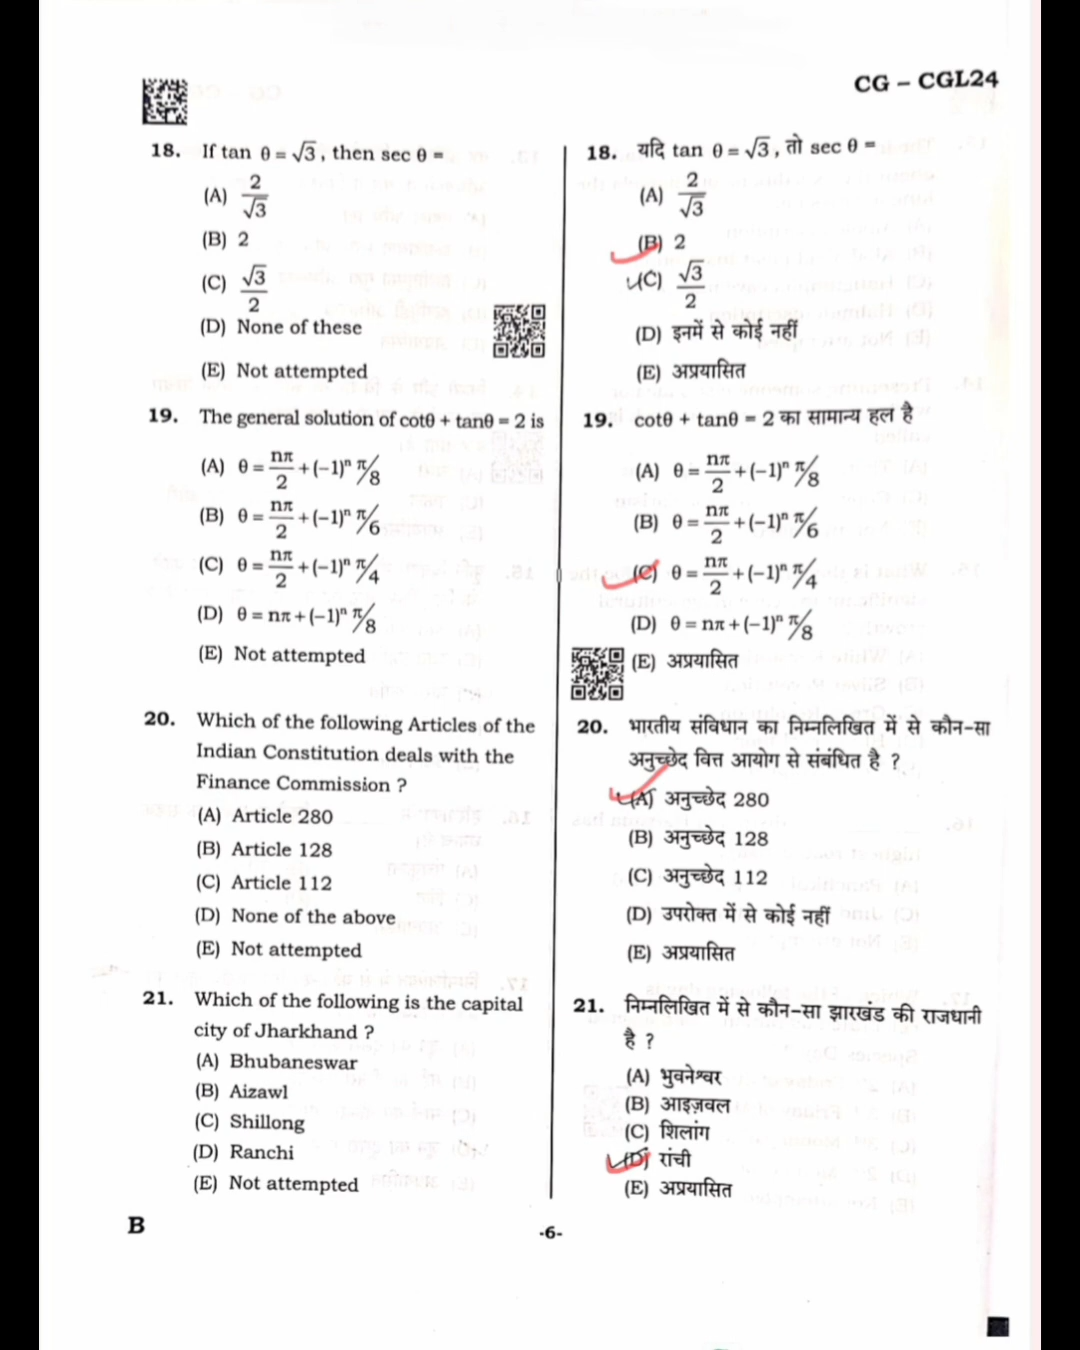 CG – CGL24
18. If tan θ = √3, then sec θ =
(A) 2/√3
(B) 2
(C) √3/2
(D) None of these
(E) Not attempted
19. The general solution of cotθ + tanθ = 2 is
(A) θ = nπ/2 + (−1)ⁿ π/8
(B) θ = nπ/2 + (−1)ⁿ π/6
(C) θ = nπ/2 + (−1)ⁿ π/4
(D) θ = nπ + (−1)ⁿ π/8
(E) Not attempted
20. Which of the following Articles of the
Indian Constitution deals with the
Finance Commission ?
(A) Article 280
(B) Article 128
(C) Article 112
(D) None of the above
(E) Not attempted
21. Which of the following is the capital
city of Jharkhand ?
(A) Bhubaneswar
(B) Aizawl
(C) Shillong
(D) Ranchi
(E) Not attempted
18. यदि tan θ = √3, तो sec θ =
(A) 2/√3
(B) 2
(C) √3/2
(D) इनमें से कोई नहीं
(E) अप्रयासित
19. cotθ + tanθ = 2 का सामान्य हल है
(A) θ = nπ/2 + (−1)ⁿ π/8
(B) θ = nπ/2 + (−1)ⁿ π/6
(C) θ = nπ/2 + (−1)ⁿ π/4
(D) θ = nπ + (−1)ⁿ π/8
(E) अप्रयासित
20. भारतीय संविधान का निम्नलिखित में से कौन-सा
अनुच्छेद वित्त आयोग से संबंधित है ?
(A) अनुच्छेद 280
(B) अनुच्छेद 128
(C) अनुच्छेद 112
(D) उपरोक्त में से कोई नहीं
(E) अप्रयासित
21. निम्नलिखित में से कौन-सा झारखंड की राजधानी
है ?
(A) भुवनेश्वर
(B) आइज़वल
(C) शिलांग
(D) रांची
(E) अप्रयासित
B
-6-